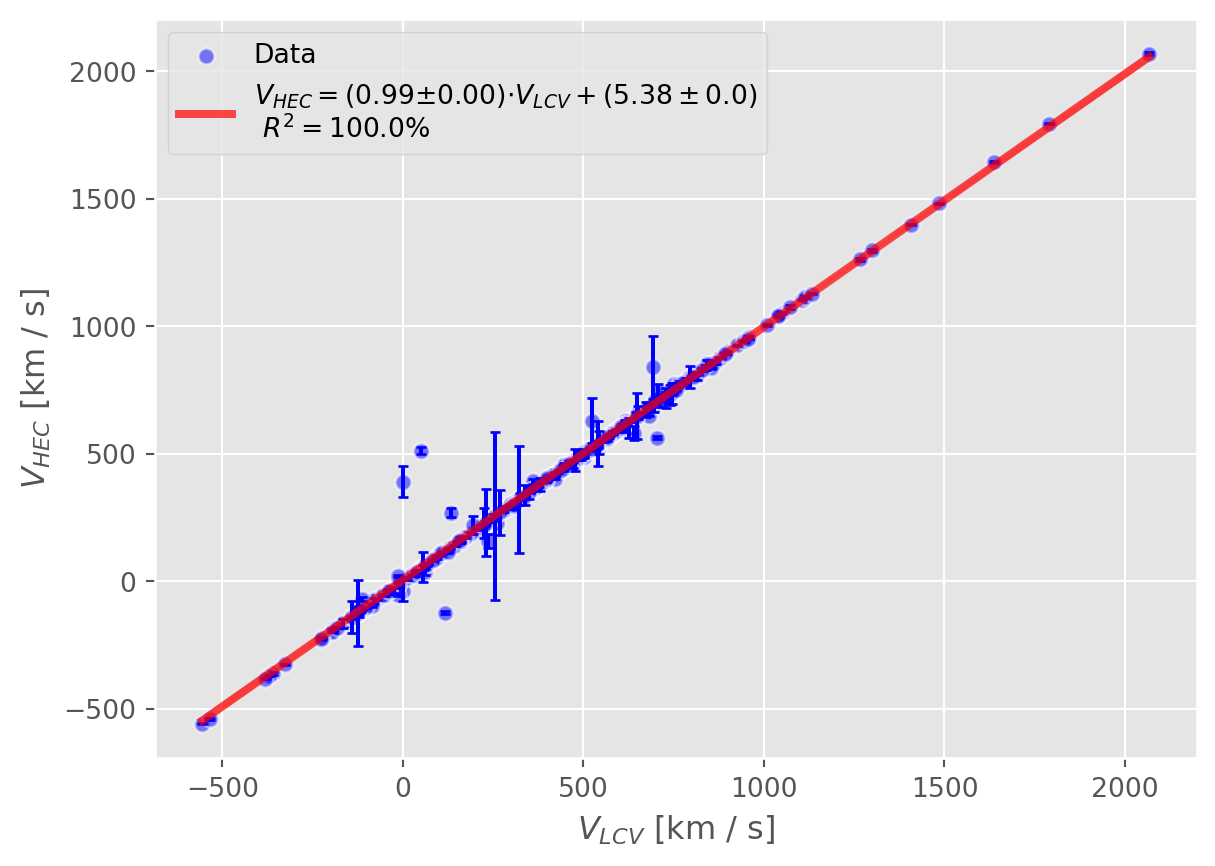 Data
V_{HEC} = (0.99±0.00)·V_{LCV} + (5.38 ± 0.0)
R^2 = 100.0%
2000
1500
1000
500
0
−500
V_{HEC} [km / s]
−500 0 500 1000 1500 2000
V_{LCV} [km / s]